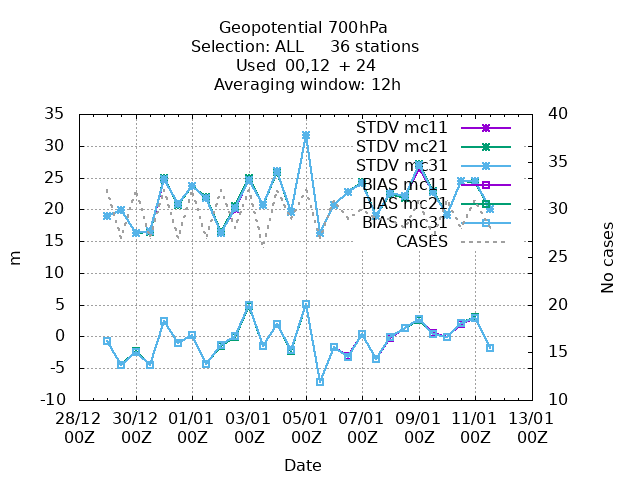 Geopotential 700hPa
Selection: ALL 36 stations
Used 00,12 + 24
Averaging window: 12h
35 40
30 35
25 30
20 25
15 20
10 15
5 10
0
-5
-10
STDV mc11
STDV mc21
STDV mc31
BIAS mc11
BIAS mc21
BIAS mc31
CASES
m
No cases
28/12 30/12 01/01 03/01 05/01 07/01 09/01 11/01 13/01
00Z 00Z 00Z 00Z 00Z 00Z 00Z 00Z 00Z
Date